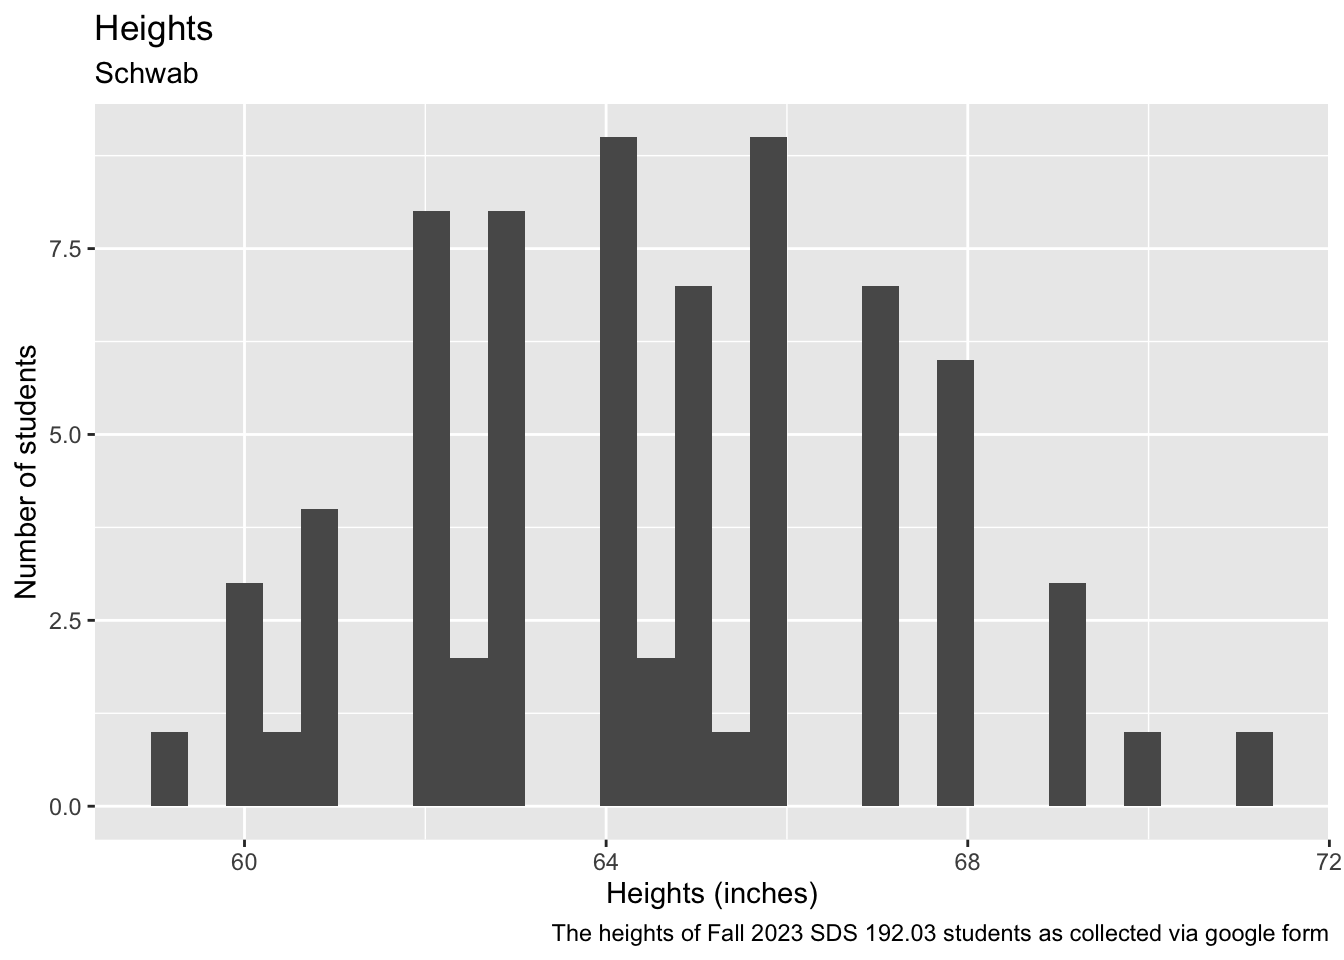 Heights
Schwab
7.5
5.0
2.5
0.0
Number of students
60 64 68 72
Heights (inches)
The heights of Fall 2023 SDS 192.03 students as collected via google form